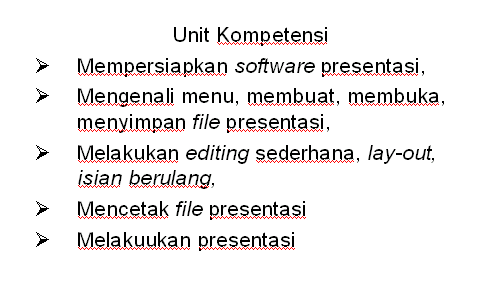 Unit Kompetensi
➢ Mempersiapkan software presentasi,
➢ Mengenali menu, membuat, membuka,
menyimpan file presentasi,
➢ Melakukan editing sederhana, lay-out,
isian berulang,
➢ Mencetak file presentasi
➢ Melakuukan presentasi